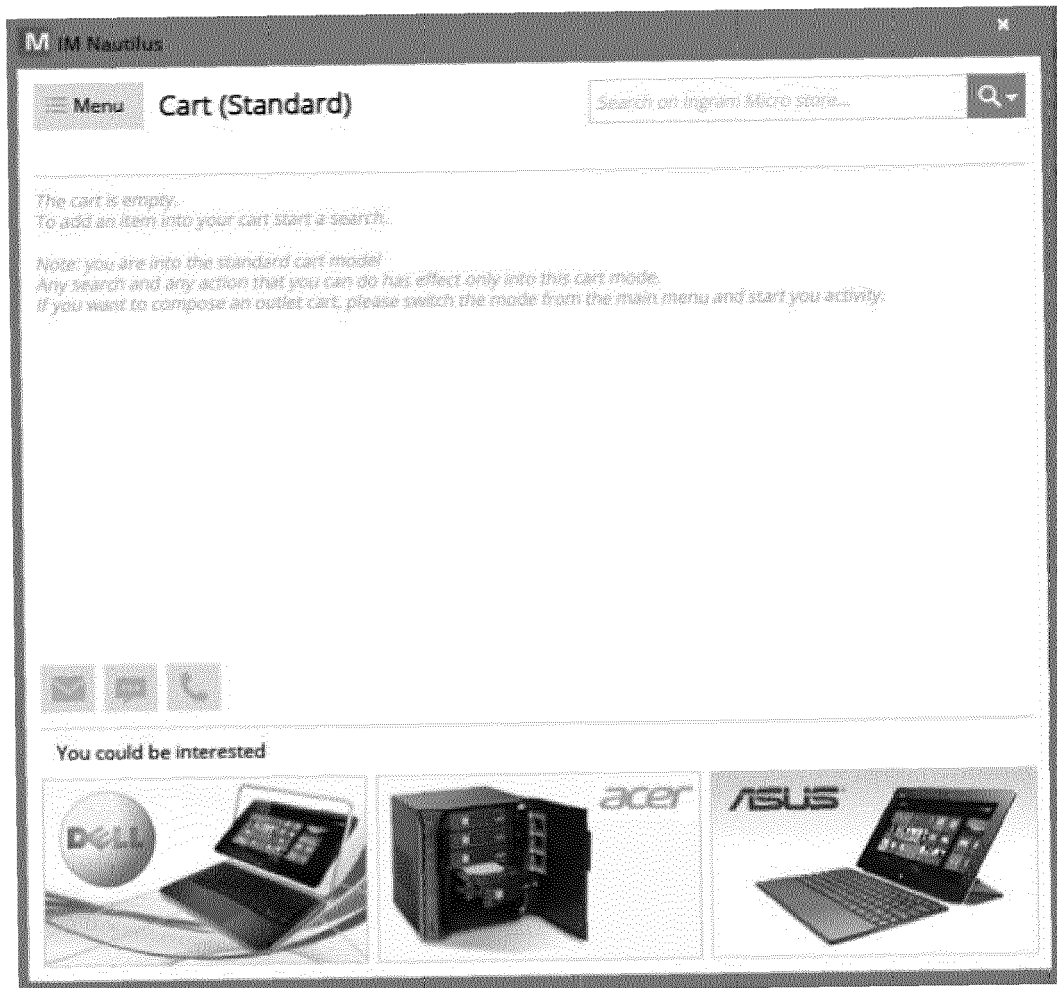 M IM Nautilus
Menu Cart (Standard) Search on Ingram Micro store...
The cart is empty.
To add an item into your cart start a search.
Note: you are into the standard cart mode!
Any search and any action that you can do has effect only into this cart mode.
If you want to compose an outlet cart, please switch the mode from the main menu and start you activity.
You could be interested
DELL acer ASUS